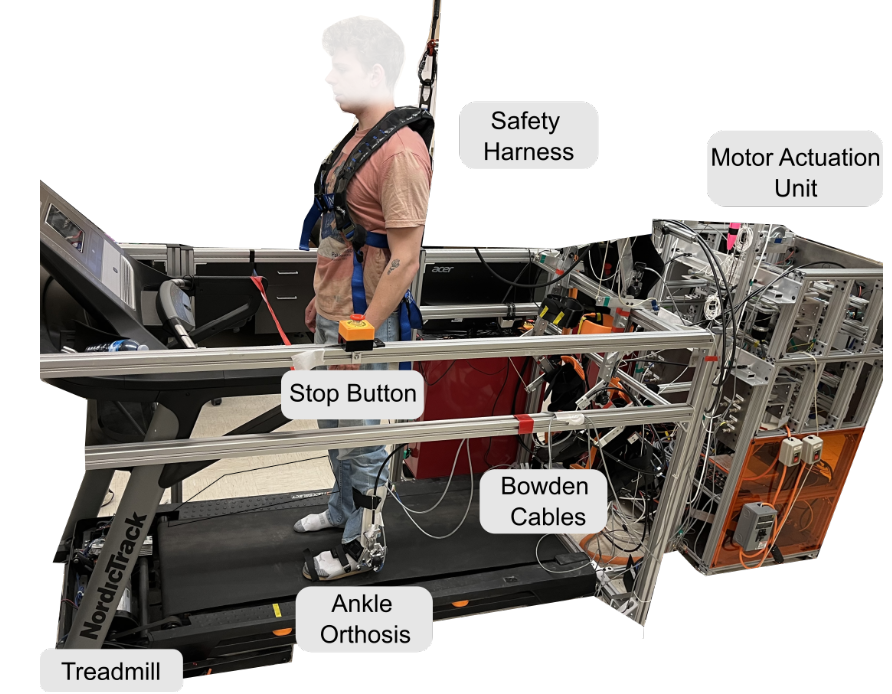 Safety
Harness
Motor Actuation
Unit
acer
Stop Button
Bowden
Cables
NordicTrack
Ankle
Orthosis
Treadmill